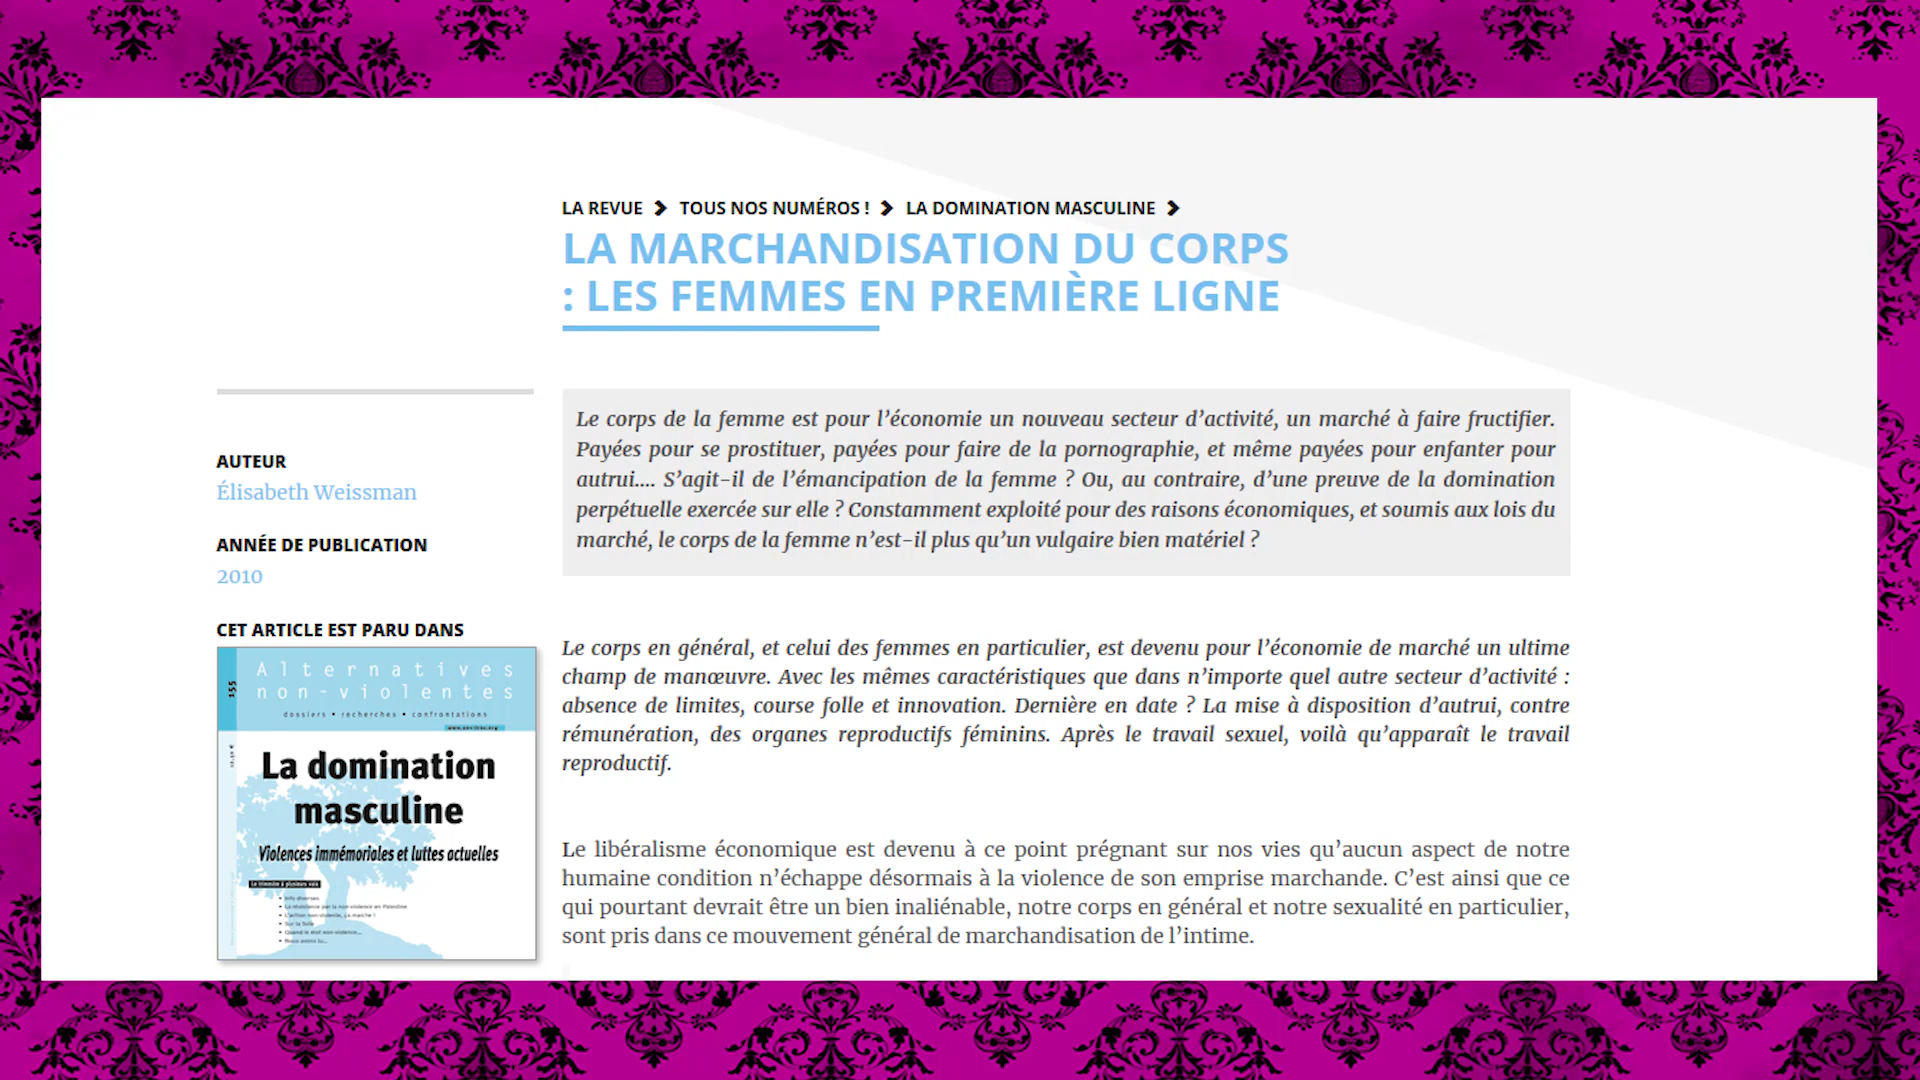 LA REVUE > TOUS NOS NUMÉROS ! > LA DOMINATION MASCULINE >
LA MARCHANDISATION DU CORPS
: LES FEMMES EN PREMIÈRE LIGNE
AUTEUR
Élisabeth Weissman
ANNÉE DE PUBLICATION
2010
CET ARTICLE EST PARU DANS
155
Alternatives
non-violentes
dossiers • recherches • confrontations
La domination
masculine
Violences immémoriales et luttes actuelles
Le corps de la femme est pour l’économie un nouveau secteur d’activité, un marché à faire fructifier.
Payées pour se prostituer, payées pour faire de la pornographie, et même payées pour enfanter pour
autrui.... S’agit-il de l’émancipation de la femme ? Ou, au contraire, d’une preuve de la domination
perpétuelle exercée sur elle ? Constamment exploité pour des raisons économiques, et soumis aux lois du
marché, le corps de la femme n’est-il plus qu’un vulgaire bien matériel ?
Le corps en général, et celui des femmes en particulier, est devenu pour l’économie de marché un ultime
champ de manœuvre. Avec les mêmes caractéristiques que dans n’importe quel autre secteur d’activité :
absence de limites, course folle et innovation. Dernière en date ? La mise à disposition d’autrui, contre
rémunération, des organes reproductifs féminins. Après le travail sexuel, voilà qu’apparaît le travail
reproductif.
Le libéralisme économique est devenu à ce point prégnant sur nos vies qu’aucun aspect de notre
humaine condition n’échappe désormais à la violence de son emprise marchande. C’est ainsi que ce
qui pourtant devrait être un bien inaliénable, notre corps en général et notre sexualité en particulier,
sont pris dans ce mouvement général de marchandisation de l’intime.